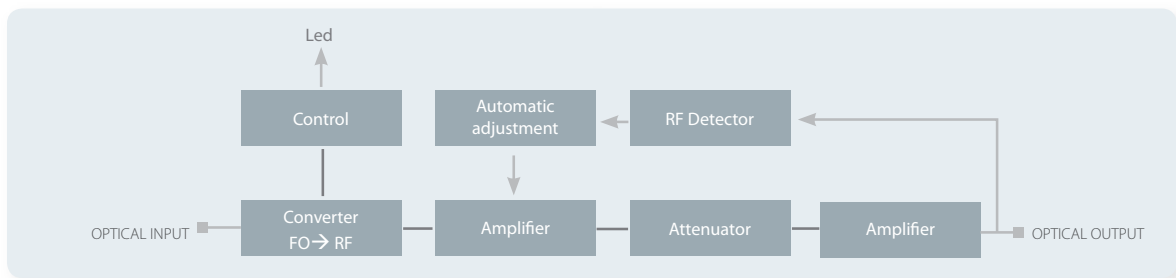 Led
Control
Automatic
adjustment
RF Detector
OPTICAL INPUT
Converter
FO→ RF
Amplifier
Attenuator
Amplifier
OPTICAL OUTPUT